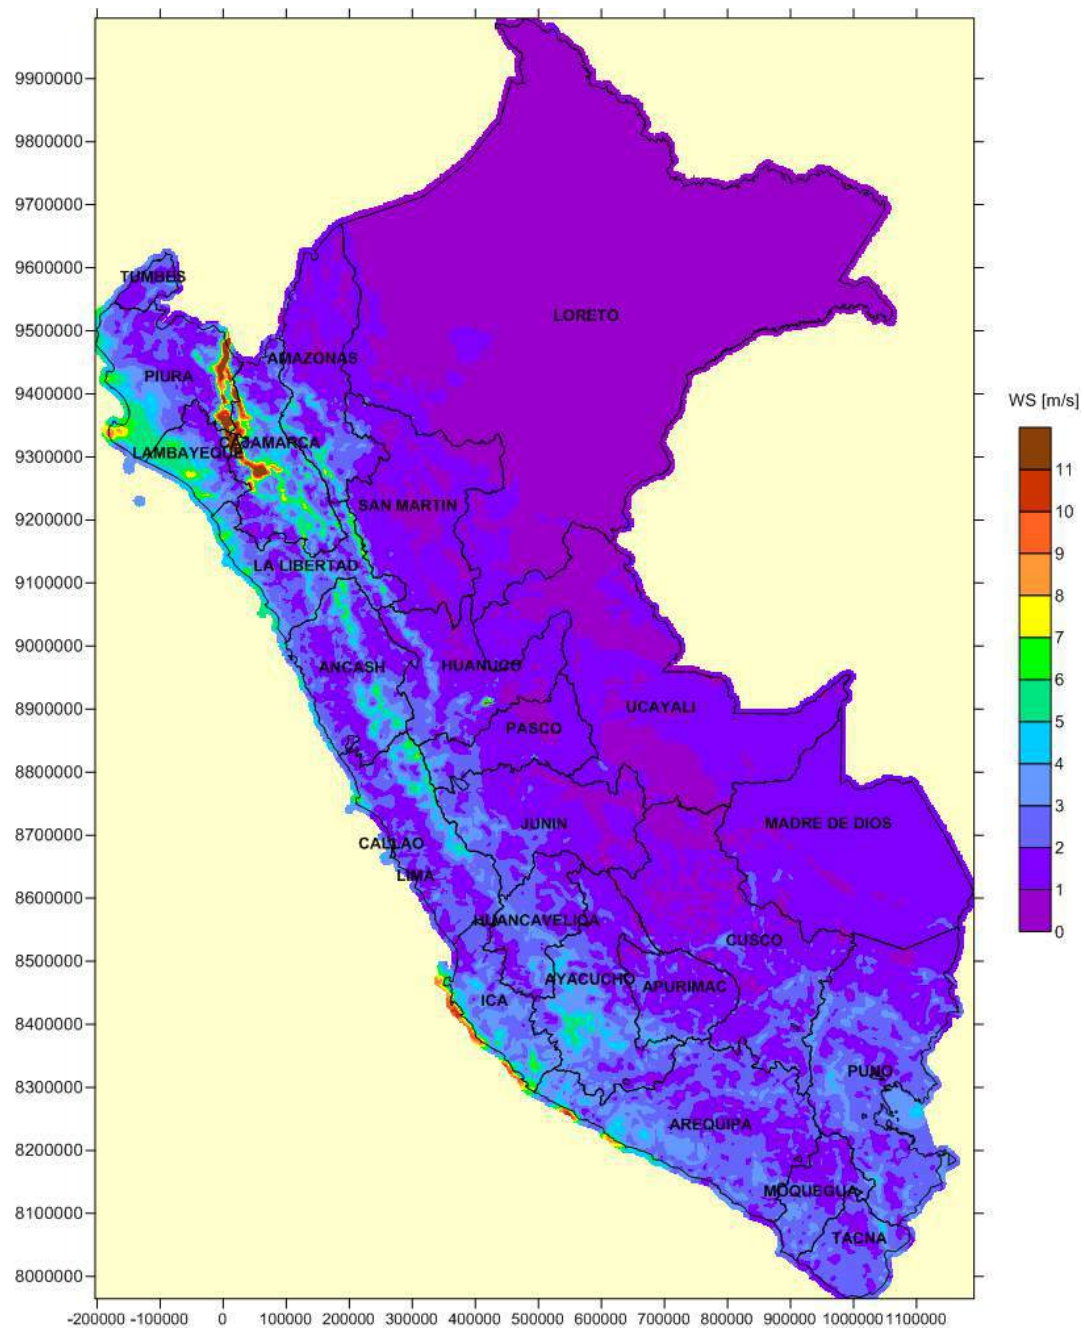 9900000
9800000
9700000
9600000
9500000
9400000
9300000
9200000
9100000
9000000
8900000
8800000
8700000
8600000
8500000
8400000
8300000
8200000
8100000
8000000
TUMBES
LORETO
AMAZONAS
PIURA
CAJAMARCA
LAMBAYEQUE
SAN MARTIN
LA LIBERTAD
ANCASH
HUANUCO
UCAYALI
PASCO
JUNIN
MADRE DE DIOS
CALLAO
LIMA
HUANCAVELICA
CUSCO
AYACUCHO
APURIMAC
ICA
PUNO
AREQUIPA
MOQUEGUA
TACNA
-200000 -100000 0 100000 200000 300000 400000 500000 600000 700000 800000 900000 1000000 1100000
WS [m/s]
11
10
9
8
7
6
5
4
3
2
1
0